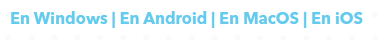 En Windows | En Android | En MacOS | En iOS